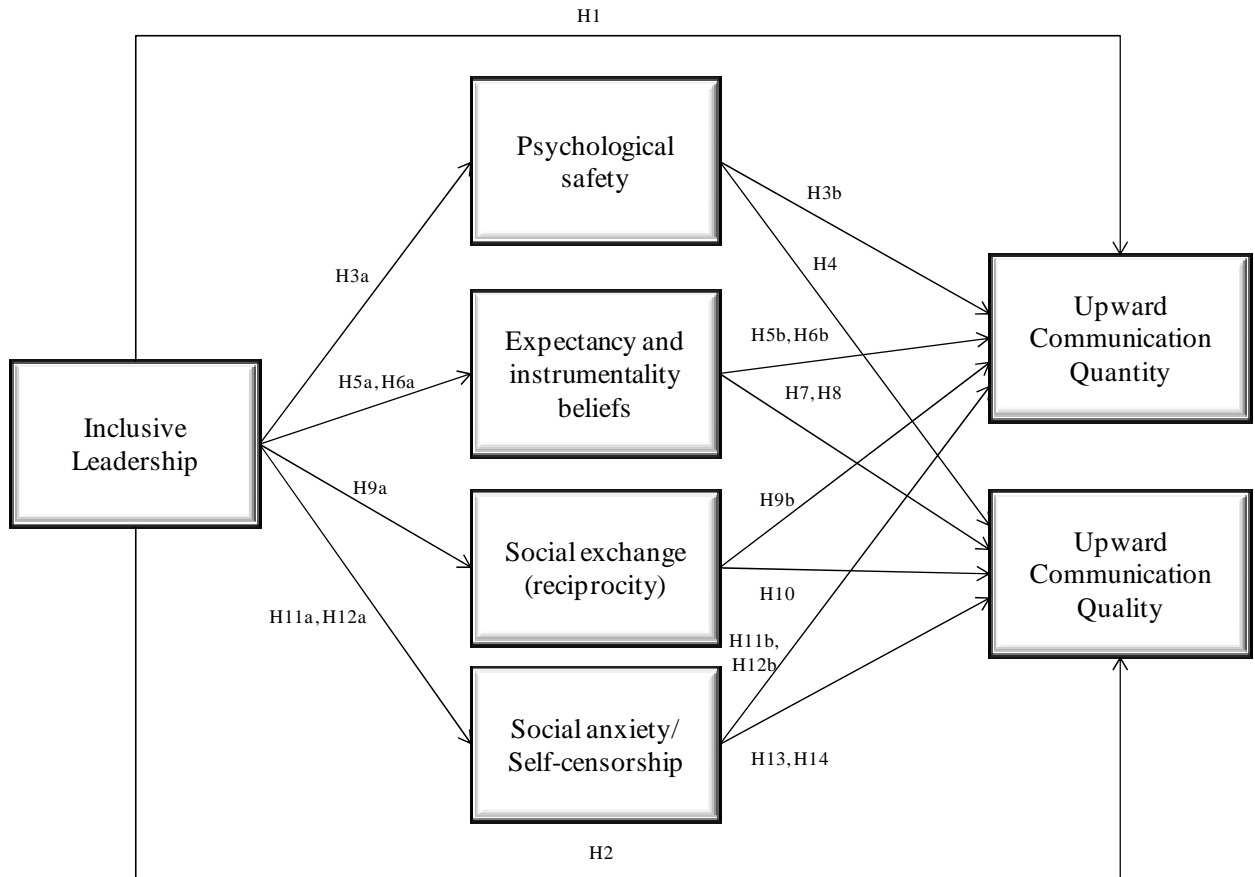 H1
Psychological
safety
H3b
H3a
H4
Upward
Communication
Quantity
Expectancy and
instrumentality
beliefs
H5b, H6b
H5a, H6a
H7, H8
Inclusive
Leadership
H9a
H9b
Social exchange
(reciprocity)
Upward
Communication
Quality
H10
H11a, H12a
H11b,
H12b
Social anxiety/
Self-censorship
H13, H14
H2